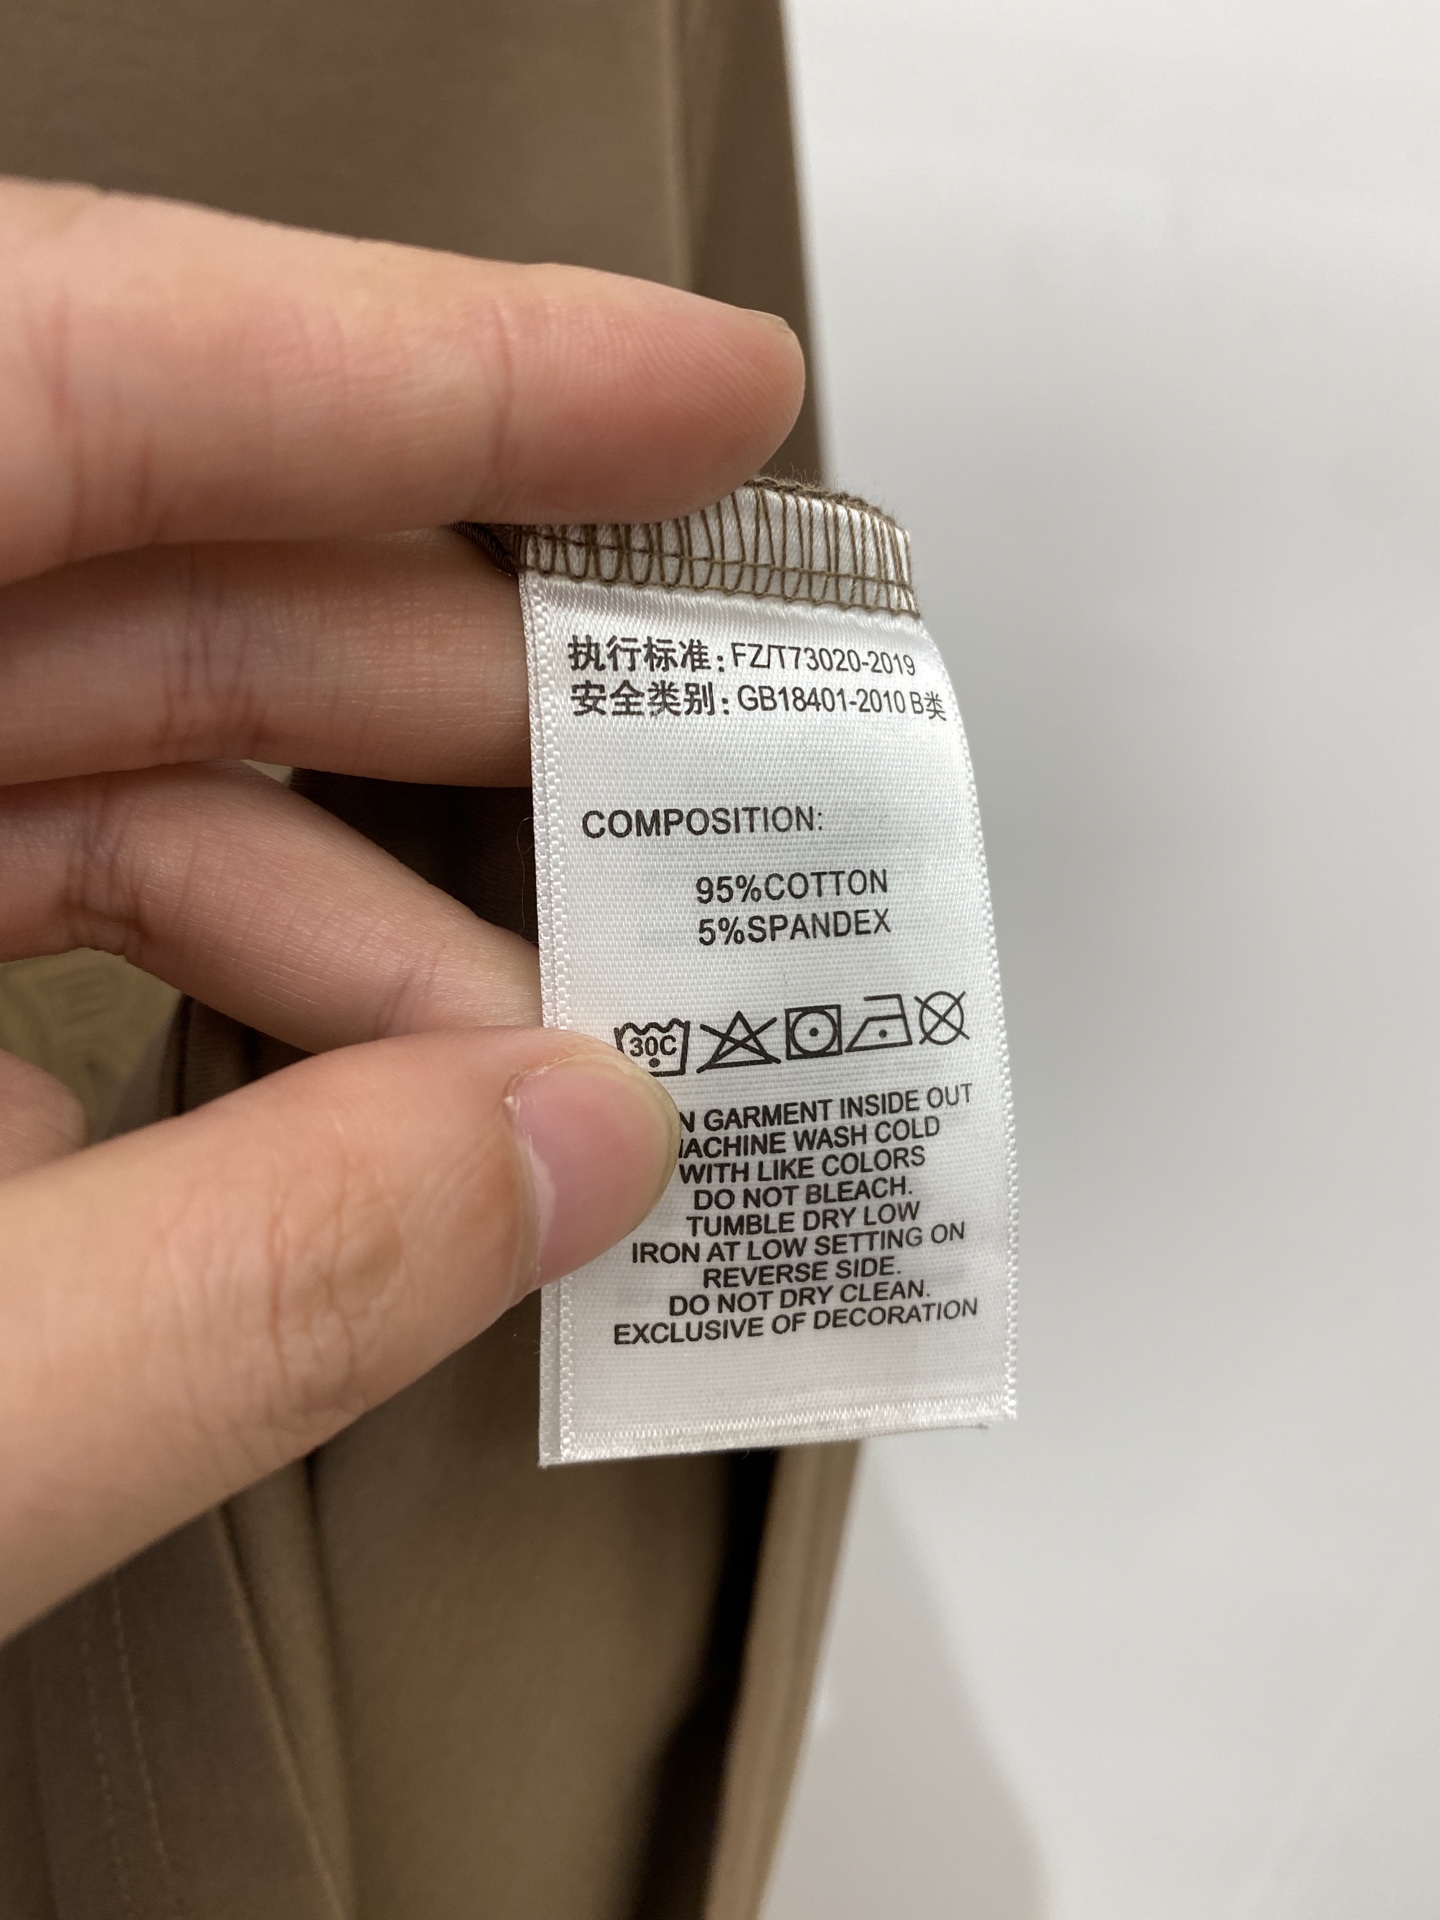 执行标准：FZ/T73020-2019
安全类别：GB18401-2010 B类
COMPOSITION:
95%COTTON
5%SPANDEX
30C
GARMENT INSIDE OUT
WASH COLD
WITH LIKE COLORS
DO NOT BLEACH.
TUMBLE DRY LOW
IRON AT LOW SETTING ON
REVERSE SIDE.
DO NOT DRY CLEAN.
EXCLUSIVE OF DECORATION